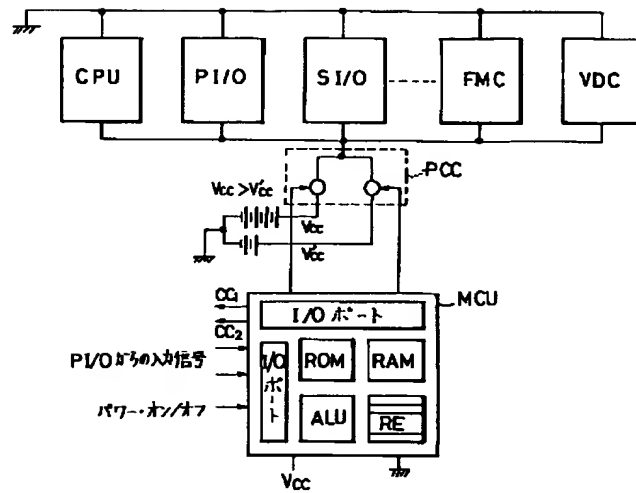 CPU
PI/O
SI/O
FMC
VDC
PCC
Vcc>V'cc
Vcc
V'cc
MCU
CC1
I/O ポート
CC2
PI/Oからの入力信号
I/O ポート
ROM
RAM
パワー・オン/オフ
ALU
RE
Vcc